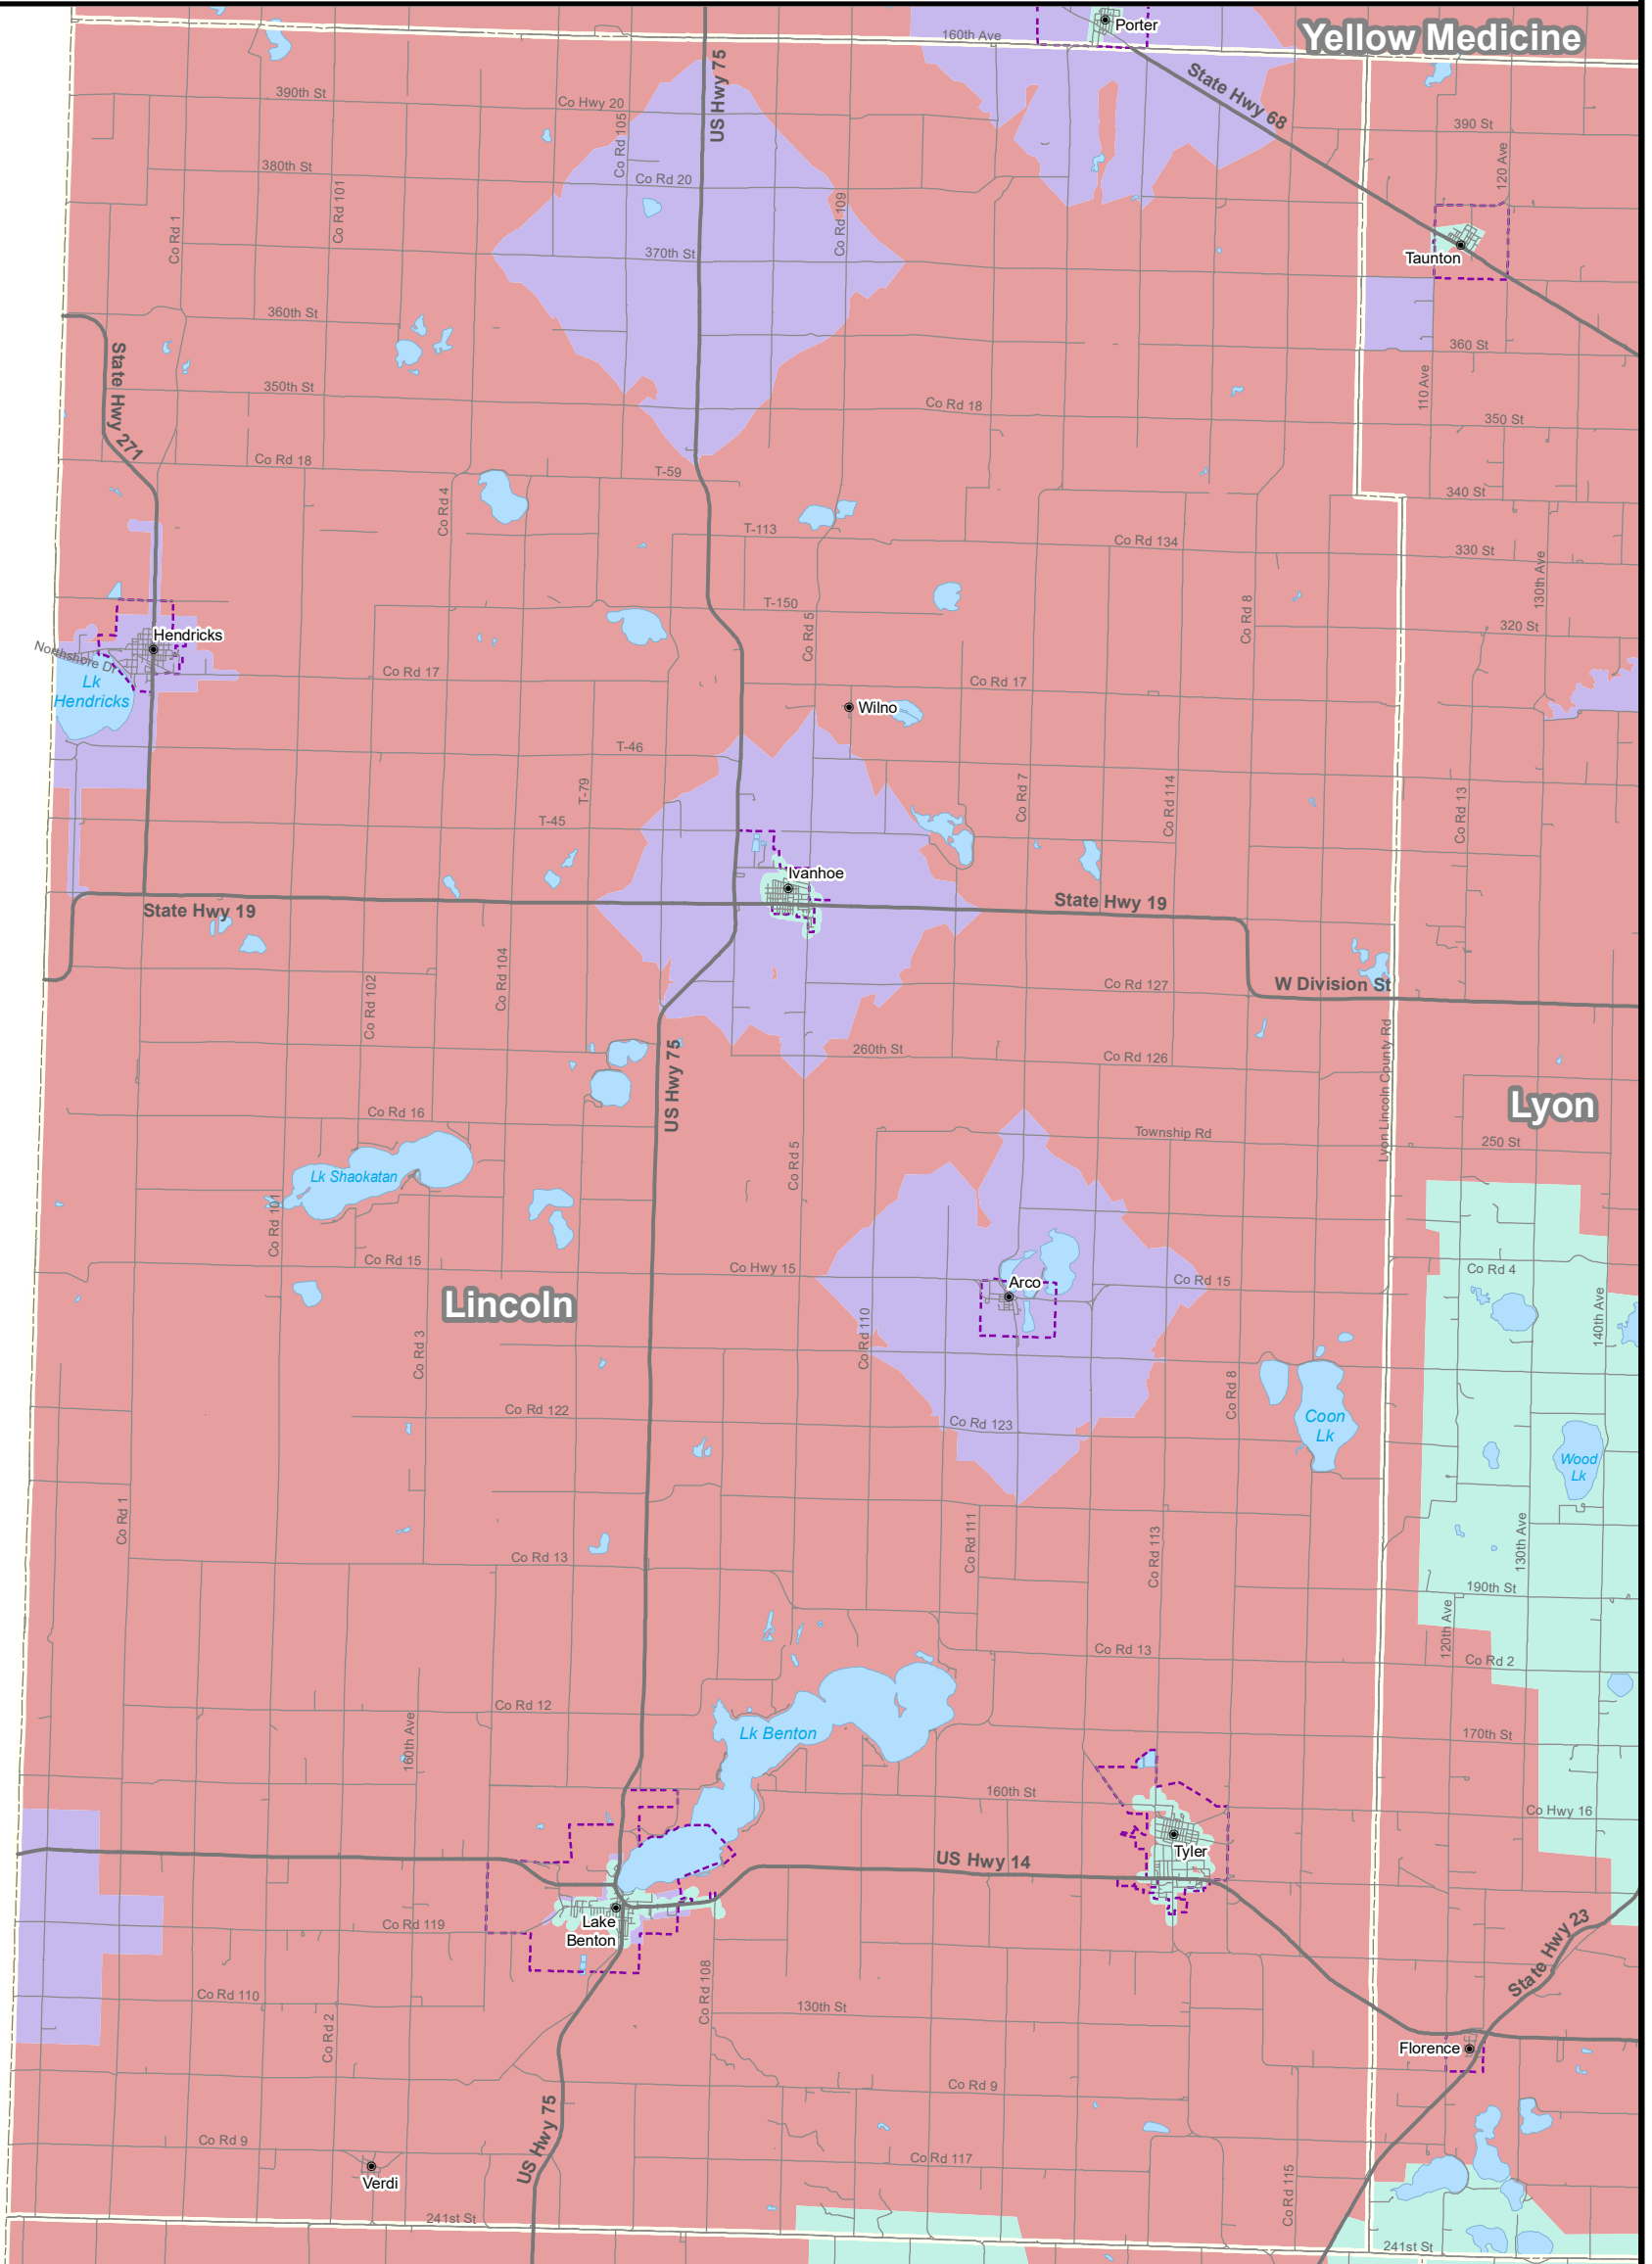 Porter
160th Ave
Yellow Medicine
US Hwy 75
State Hwy 68
390th St
Co Hwy 20
Co Rd 105
390 St
120 Ave
380th St
Co Rd 20
Co Rd 101
Co Rd 1
Co Rd 109
370th St
Taunton
360th St
360 St
State Hwy 271
350th St
Co Rd 18
110 Ave
350 St
Co Rd 18
T-59
Co Rd 4
340 St
T-113
Co Rd 134
330 St
130th Ave
T-150
Co Rd 5
Co Rd 8
320 St
Hendricks
Northshore Dr
Lk
Hendricks
Co Rd 17
Co Rd 17
Wilno
T-46
T-79
Co Rd 7
Co Rd 114
Co Rd 13
T-45
Ivanhoe
State Hwy 19
State Hwy 19
Co Rd 104
Co Rd 102
Co Rd 127
W Division St
260th St
Co Rd 126
US Hwy 75
Lyon Lincoln County Rd
Lyon
Co Rd 16
Township Rd
250 St
Lk Shaokatan
Co Rd 5
Co Rd 101
Co Rd 15
Co Hwy 15
Arco
Co Rd 15
Co Rd 4
Lincoln
Co Rd 3
Co Rd 110
140th Ave
Co Rd 8
Co Rd 122
Co Rd 123
Coon
Lk
Wood
Lk
Co Rd 1
Co Rd 111
Co Rd 113
130th Ave
Co Rd 13
190th St
120th Ave
Co Rd 13
Co Rd 2
Co Rd 12
160th Ave
Lk Benton
170th St
160th St
Co Hwy 16
Tyler
US Hwy 14
Co Rd 119
Lake
Benton
State Hwy 23
Co Rd 110
Co Rd 2
Co Rd 108
130th St
Florence
Co Rd 9
US Hwy 75
Co Rd 9
Co Rd 117
Verdi
Co Rd 115
241st St
241st St